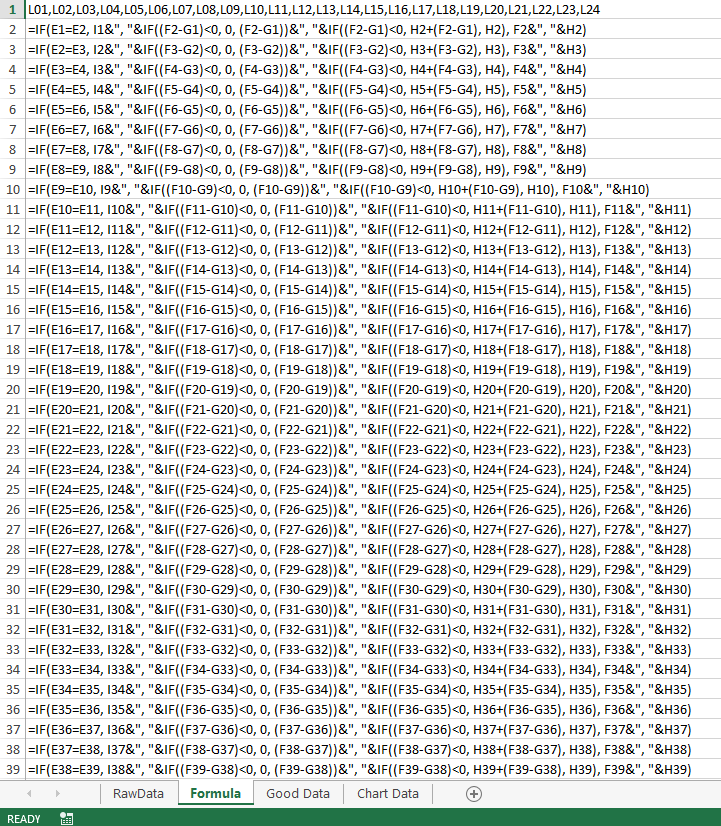 1 L01,L02,L03,L04,L05,L06,L07,L08,L09,L10,L11,L12,L13,L14,L15,L16,L17,L18,L19,L20,L21,L22,L23,L24
2 =IF(E1=E2, I1&", "&IF((F2-G1)<0, 0, (F2-G1))&", "&IF((F2-G1)<0, H2+(F2-G1), H2), F2&", "&H2)
3 =IF(E2=E3, I2&", "&IF((F3-G2)<0, 0, (F3-G2))&", "&IF((F3-G2)<0, H3+(F3-G2), H3), F3&", "&H3)
4 =IF(E3=E4, I3&", "&IF((F4-G3)<0, 0, (F4-G3))&", "&IF((F4-G3)<0, H4+(F4-G3), H4), F4&", "&H4)
5 =IF(E4=E5, I4&", "&IF((F5-G4)<0, 0, (F5-G4))&", "&IF((F5-G4)<0, H5+(F5-G4), H5), F5&", "&H5)
6 =IF(E5=E6, I5&", "&IF((F6-G5)<0, 0, (F6-G5))&", "&IF((F6-G5)<0, H6+(F6-G5), H6), F6&", "&H6)
7 =IF(E6=E7, I6&", "&IF((F7-G6)<0, 0, (F7-G6))&", "&IF((F7-G6)<0, H7+(F7-G6), H7), F7&", "&H7)
8 =IF(E7=E8, I7&", "&IF((F8-G7)<0, 0, (F8-G7))&", "&IF((F8-G7)<0, H8+(F8-G7), H8), F8&", "&H8)
9 =IF(E8=E9, I8&", "&IF((F9-G8)<0, 0, (F9-G8))&", "&IF((F9-G8)<0, H9+(F9-G8), H9), F9&", "&H9)
10 =IF(E9=E10, I9&", "&IF((F10-G9)<0, 0, (F10-G9))&", "&IF((F10-G9)<0, H10+(F10-G9), H10), F10&", "&H10)
11 =IF(E10=E11, I10&", "&IF((F11-G10)<0, 0, (F11-G10))&", "&IF((F11-G10)<0, H11+(F11-G10), H11), F11&", "&H11)
12 =IF(E11=E12, I11&", "&IF((F12-G11)<0, 0, (F12-G11))&", "&IF((F12-G11)<0, H12+(F12-G11), H12), F12&", "&H12)
13 =IF(E12=E13, I12&", "&IF((F13-G12)<0, 0, (F13-G12))&", "&IF((F13-G12)<0, H13+(F13-G12), H13), F13&", "&H13)
14 =IF(E13=E14, I13&", "&IF((F14-G13)<0, 0, (F14-G13))&", "&IF((F14-G13)<0, H14+(F14-G13), H14), F14&", "&H14)
15 =IF(E14=E15, I14&", "&IF((F15-G14)<0, 0, (F15-G14))&", "&IF((F15-G14)<0, H15+(F15-G14), H15), F15&", "&H15)
16 =IF(E15=E16, I15&", "&IF((F16-G15)<0, 0, (F16-G15))&", "&IF((F16-G15)<0, H16+(F16-G15), H16), F16&", "&H16)
17 =IF(E16=E17, I16&", "&IF((F17-G16)<0, 0, (F17-G16))&", "&IF((F17-G16)<0, H17+(F17-G16), H17), F17&", "&H17)
18 =IF(E17=E18, I17&", "&IF((F18-G17)<0, 0, (F18-G17))&", "&IF((F18-G17)<0, H18+(F18-G17), H18), F18&", "&H18)
19 =IF(E18=E19, I18&", "&IF((F19-G18)<0, 0, (F19-G18))&", "&IF((F19-G18)<0, H19+(F19-G18), H19), F19&", "&H19)
20 =IF(E19=E20, I19&", "&IF((F20-G19)<0, 0, (F20-G19))&", "&IF((F20-G19)<0, H20+(F20-G19), H20), F20&", "&H20)
21 =IF(E20=E21, I20&", "&IF((F21-G20)<0, 0, (F21-G20))&", "&IF((F21-G20)<0, H21+(F21-G20), H21), F21&", "&H21)
22 =IF(E21=E22, I21&", "&IF((F22-G21)<0, 0, (F22-G21))&", "&IF((F22-G21)<0, H22+(F22-G21), H22), F22&", "&H22)
23 =IF(E22=E23, I22&", "&IF((F23-G22)<0, 0, (F23-G22))&", "&IF((F23-G22)<0, H23+(F23-G22), H23), F23&", "&H23)
24 =IF(E23=E24, I23&", "&IF((F24-G23)<0, 0, (F24-G23))&", "&IF((F24-G23)<0, H24+(F24-G23), H24), F24&", "&H24)
25 =IF(E24=E25, I24&", "&IF((F25-G24)<0, 0, (F25-G24))&", "&IF((F25-G24)<0, H25+(F25-G24), H25), F25&", "&H25)
26 =IF(E25=E26, I25&", "&IF((F26-G25)<0, 0, (F26-G25))&", "&IF((F26-G25)<0, H26+(F26-G25), H26), F26&", "&H26)
27 =IF(E26=E27, I26&", "&IF((F27-G26)<0, 0, (F27-G26))&", "&IF((F27-G26)<0, H27+(F27-G26), H27), F27&", "&H27)
28 =IF(E27=E28, I27&", "&IF((F28-G27)<0, 0, (F28-G27))&", "&IF((F28-G27)<0, H28+(F28-G27), H28), F28&", "&H28)
29 =IF(E28=E29, I28&", "&IF((F29-G28)<0, 0, (F29-G28))&", "&IF((F29-G28)<0, H29+(F29-G28), H29), F29&", "&H29)
30 =IF(E29=E30, I29&", "&IF((F30-G29)<0, 0, (F30-G29))&", "&IF((F30-G29)<0, H30+(F30-G29), H30), F30&", "&H30)
31 =IF(E30=E31, I30&", "&IF((F31-G30)<0, 0, (F31-G30))&", "&IF((F31-G30)<0, H31+(F31-G30), H31), F31&", "&H31)
32 =IF(E31=E32, I31&", "&IF((F32-G31)<0, 0, (F32-G31))&", "&IF((F32-G31)<0, H32+(F32-G31), H32), F32&", "&H32)
33 =IF(E32=E33, I32&", "&IF((F33-G32)<0, 0, (F33-G32))&", "&IF((F33-G32)<0, H33+(F33-G32), H33), F33&", "&H33)
34 =IF(E33=E34, I33&", "&IF((F34-G33)<0, 0, (F34-G33))&", "&IF((F34-G33)<0, H34+(F34-G33), H34), F34&", "&H34)
35 =IF(E34=E35, I34&", "&IF((F35-G34)<0, 0, (F35-G34))&", "&IF((F35-G34)<0, H35+(F35-G34), H35), F35&", "&H35)
36 =IF(E35=E36, I35&", "&IF((F36-G35)<0, 0, (F36-G35))&", "&IF((F36-G35)<0, H36+(F36-G35), H36), F36&", "&H36)
37 =IF(E36=E37, I36&", "&IF((F37-G36)<0, 0, (F37-G36))&", "&IF((F37-G36)<0, H37+(F37-G36), H37), F37&", "&H37)
38 =IF(E37=E38, I37&", "&IF((F38-G37)<0, 0, (F38-G37))&", "&IF((F38-G37)<0, H38+(F38-G37), H38), F38&", "&H38)
39 =IF(E38=E39, I38&", "&IF((F39-G38)<0, 0, (F39-G38))&", "&IF((F39-G38)<0, H39+(F39-G38), H39), F39&", "&H39)
RawData Formula Good Data Chart Data
READY